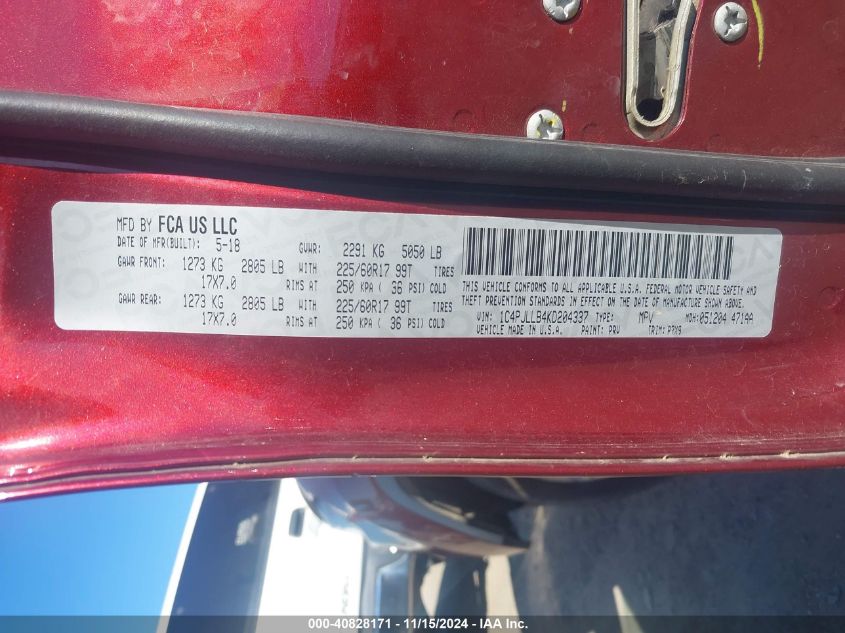 MFD BY FCA US LLC
DATE OF MFR(BUILT): 5-18 GVWR: 2291 KG 5050 LB
GAWR FRONT: 1273 KG 2805 LB WITH 225/60R17 99T TIRES
17X7.0 RIMS AT 250 KPA ( 36 PSI) COLD
GAWR REAR: 1273 KG 2805 LB WITH 225/60R17 99T TIRES
17X7.0 RIMS AT 250 KPA ( 36 PSI) COLD
THIS VEHICLE CONFORMS TO ALL APPLICABLE U.S.A. FEDERAL MOTOR VEHICLE SAFETY AND
THEFT PREVENTION STANDARDS IN EFFECT ON THE DATE OF MANUFACTURE SHOWN ABOVE.
VIN: 1C4PJLLB4KD204337 TYPE: MPV MDH: 051204 471AA
VEHICLE MADE IN U.S.A. PAINT: PRV TRIM:
000-40828171 - 11/15/2024 - IAA Inc.